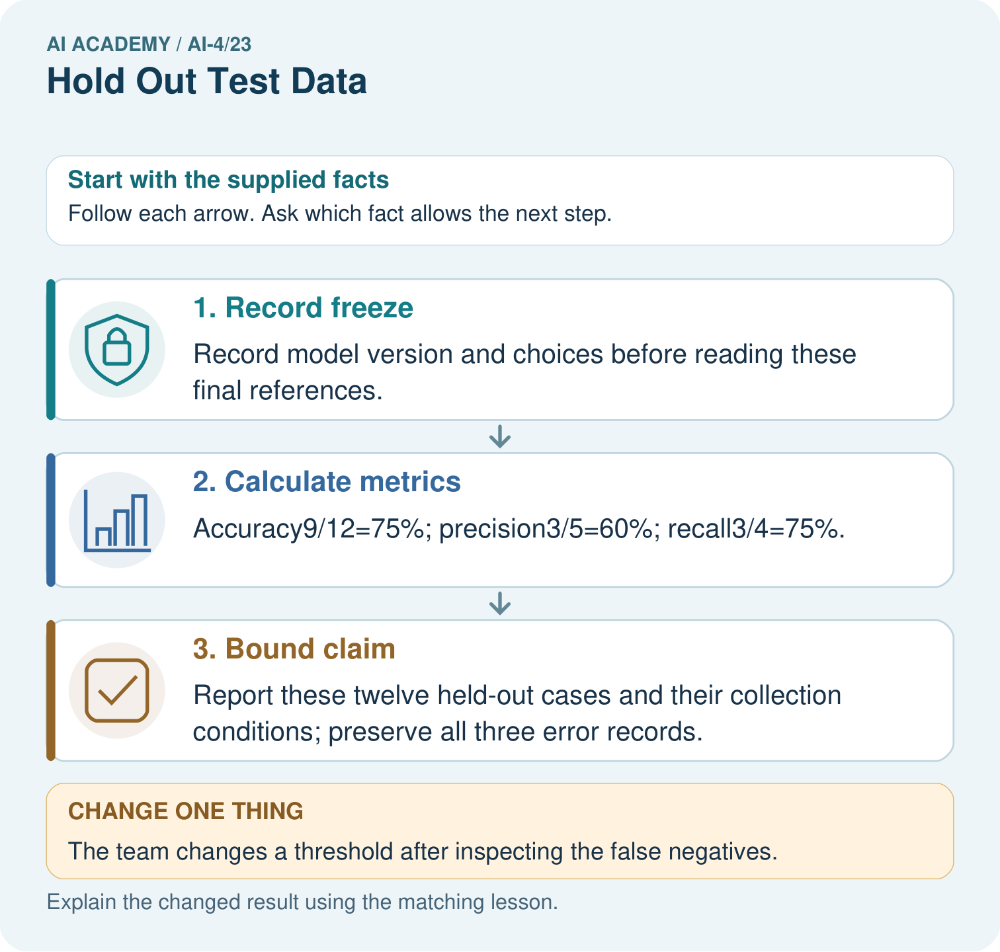 AI ACADEMY / AI-4/23
Hold Out Test Data
Start with the supplied facts
Follow each arrow. Ask which fact allows the next step.
1. Record freeze
Record model version and choices before reading these
final references.
2. Calculate metrics
Accuracy9/12=75%; precision3/5=60%; recall3/4=75%.
3. Bound claim
Report these twelve held-out cases and their collection
conditions; preserve all three error records.
CHANGE ONE THING
The team changes a threshold after inspecting the false negatives.
Explain the changed result using the matching lesson.